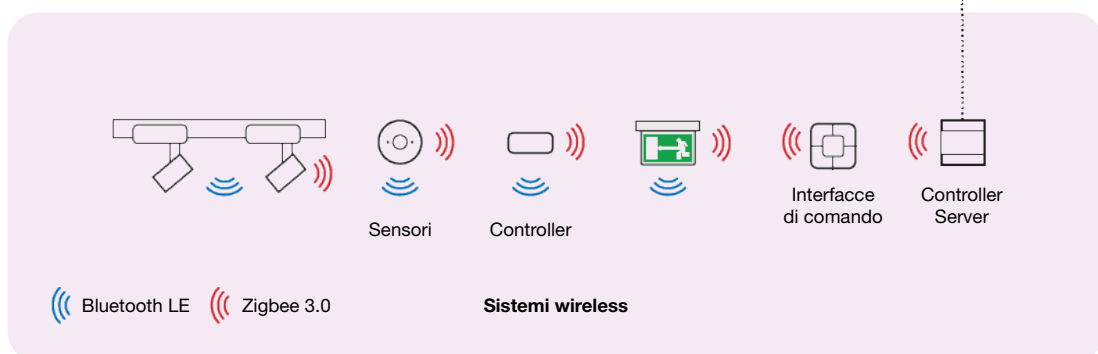 Sensori
Controller
Interfacce
di comando
Controller
Server
Bluetooth LE
Zigbee 3.0
Sistemi wireless